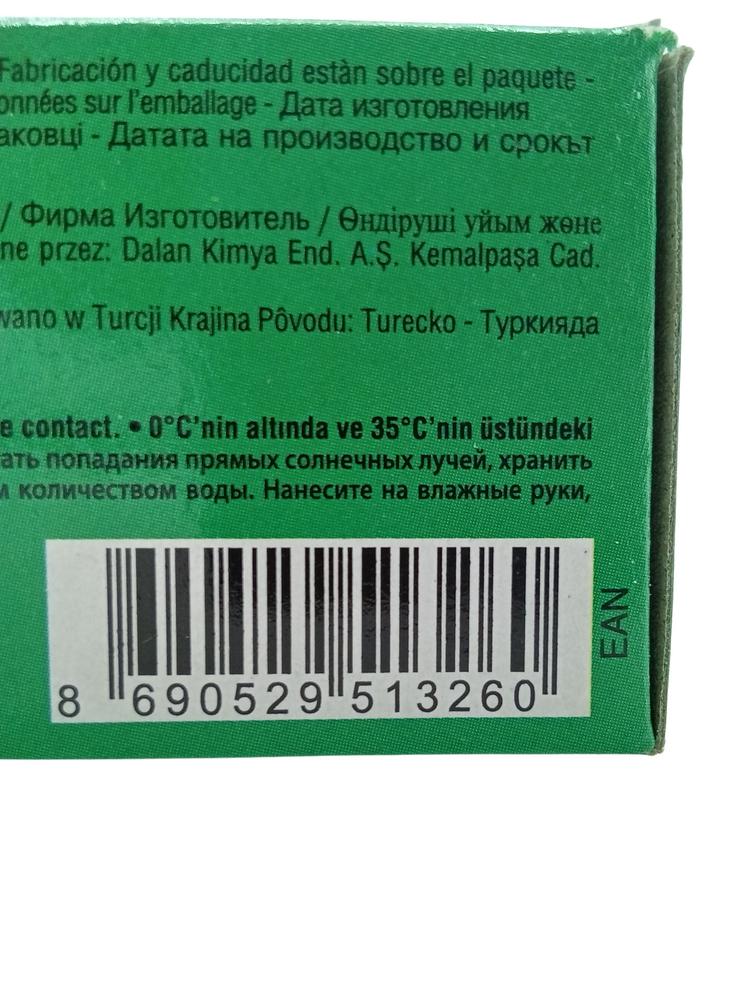 Fabricación y caducidad estàn sobre el paquete -
onnées sur l'emballage - Дата изготовления
аковці - Датата на производство и срокът
/ Фирма Изготовитель / Өндіруші ұйым және
ne przez: Dalan Kimya End. A.Ş. Kemalpaşa Cad.
wano w Turcji Krajina Pôvodu: Turecko - Туркияда
e contact. • 0°C'nin altında ve 35°C'nin üstündeki
ать попадания прямых солнечных лучей, хранить
м количеством воды. Нанесите на влажные руки,
EAN
8 690529 513260